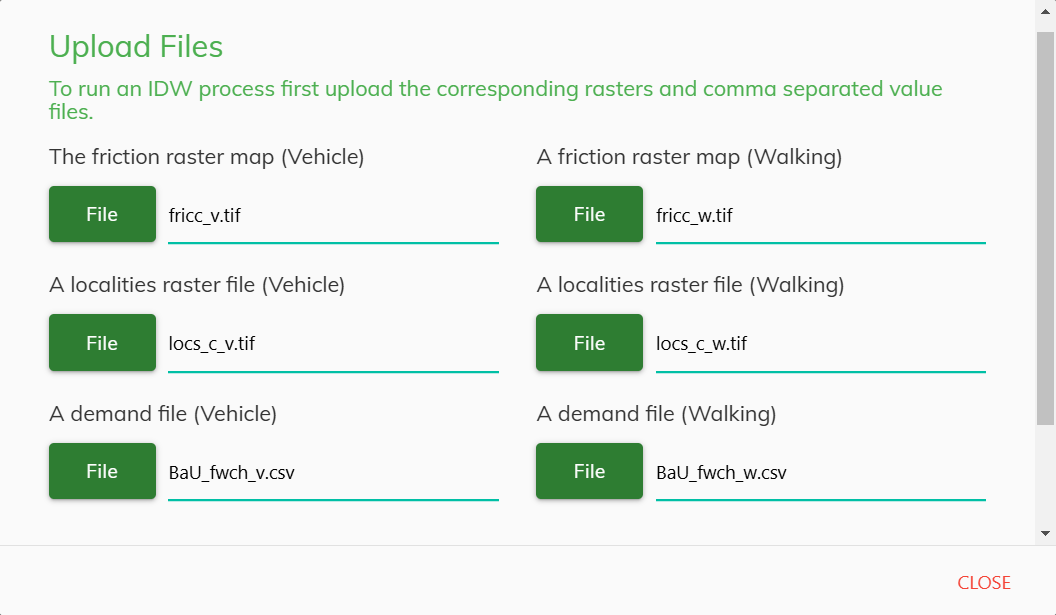 Upload Files
To run an IDW process first upload the corresponding rasters and comma separated value
files.
The friction raster map (Vehicle)
A friction raster map (Walking)
File
fricc_v.tif
File
fricc_w.tif
A localities raster file (Vehicle)
A localities raster file (Walking)
File
locs_c_v.tif
File
locs_c_w.tif
A demand file (Vehicle)
A demand file (Walking)
File
BaU_fwch_v.csv
File
BaU_fwch_w.csv
CLOSE